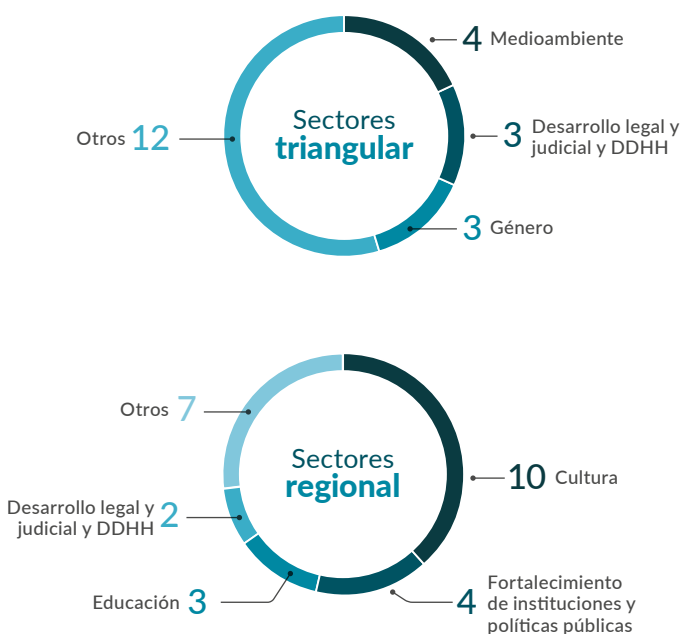 Sectores
triangular
4 Medioambiente
3 Desarrollo legal y
judicial y DDHH
3 Género
Otros 12
Sectores
regional
10 Cultura
4 Fortalecimiento
de instituciones y
políticas públicas
Educación 3
Desarrollo legal y
judicial y DDHH 2
Otros 7